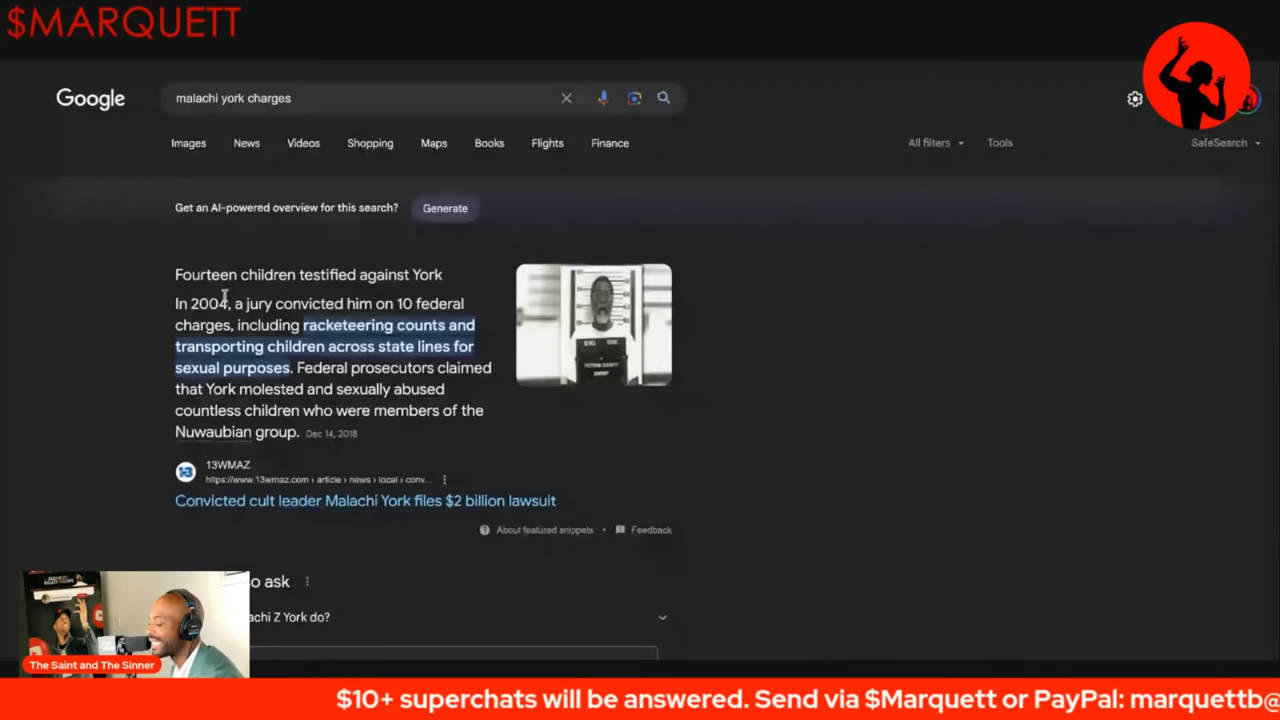 $MARQUETT
Google
malachi york charges
Images News Videos Shopping Maps Books Flights Finance
All filters Tools SafeSearch
Get an AI-powered overview for this search? Generate
Fourteen children testified against York
In 2004, a jury convicted him on 10 federal
charges, including racketeering counts and
transporting children across state lines for
sexual purposes. Federal prosecutors claimed
that York molested and sexually abused
countless children who were members of the
Nuwaubian group. Dec 14, 2018
13WMAZ
https://www.13wmaz.com › article › news › local › conv...
Convicted cult leader Malachi York files $2 billion lawsuit
About featured snippets • Feedback
o ask
achi Z York do?
The Saint and The Sinner
$10+ superchats will be answered. Send via $Marquett or PayPal: marquettb@